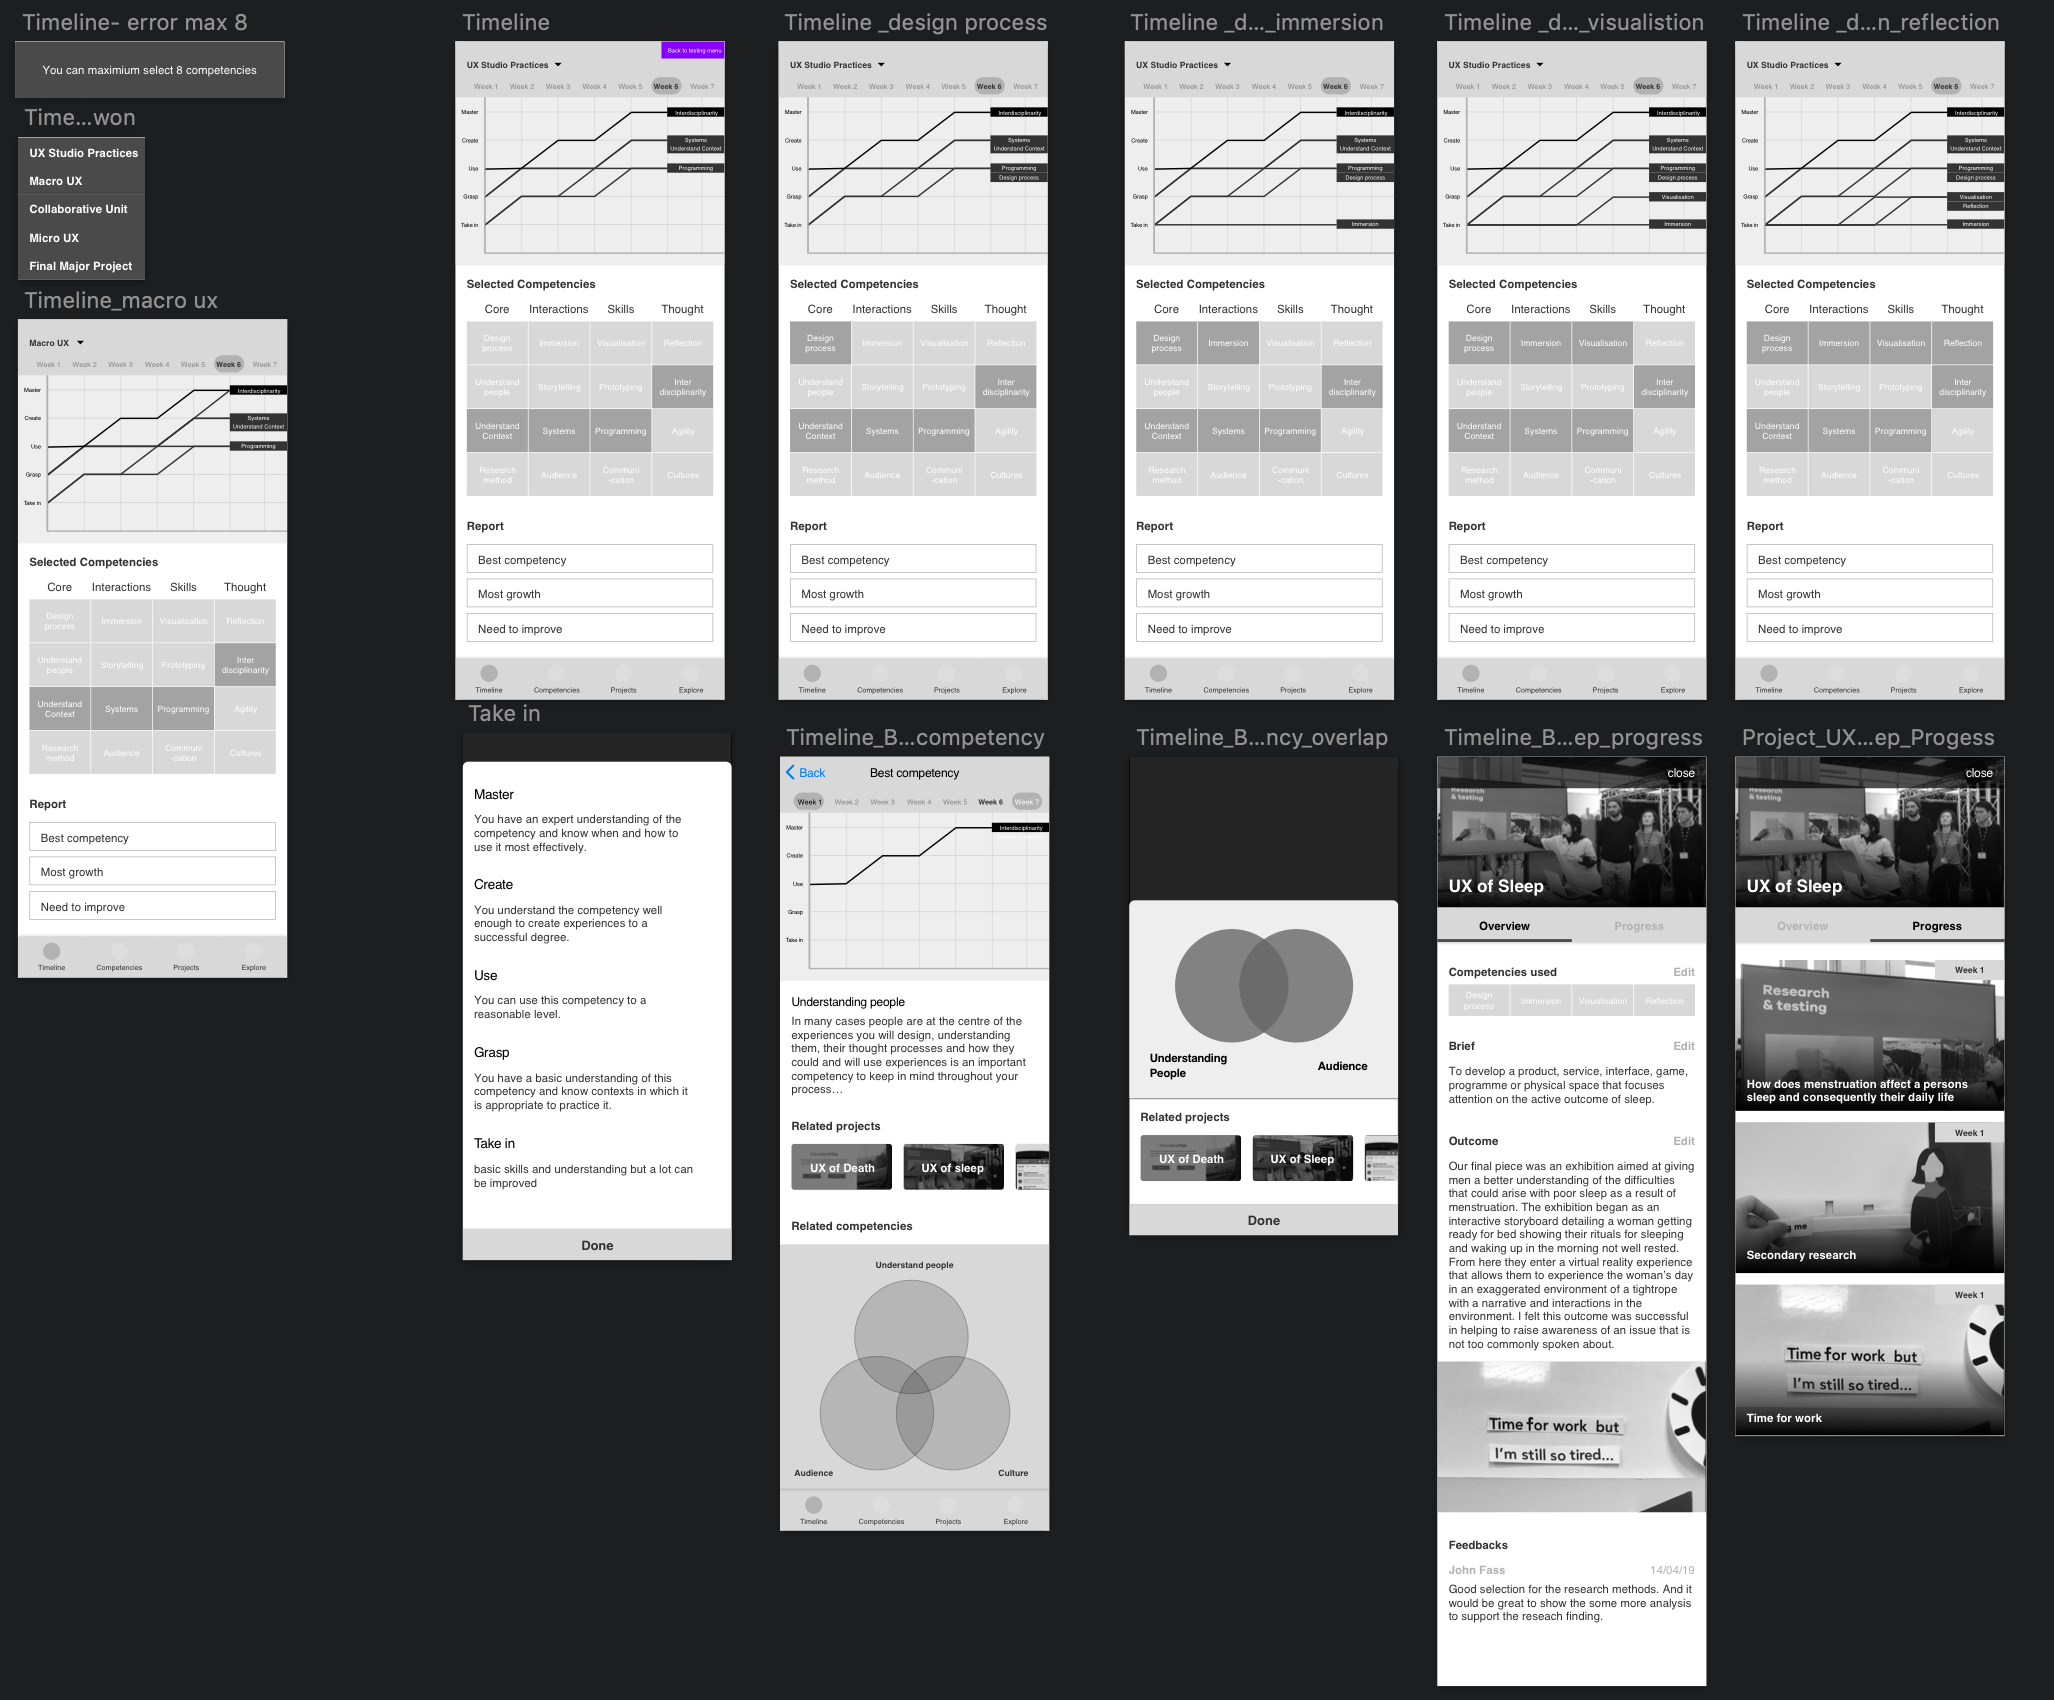 Timeline- error max 8
You can maximium select 8 competencies
Time...won
UX Studio Practices
Macro UX
Collaborative Unit
Micro UX
Final Major Project
Timeline_macro ux
Macro UX
Week 1 Week 2 Week 3 Week 4 Week 5 Week 6 Week 7
Master
Interdisciplinarity
Create
Systems
Understand Context
Use
Programming
Grasp
Take in
Selected Competencies
Core Interactions Skills Thought
Design process Immersion Visualisation Reflection
Understand people Storytelling Prototyping Inter disciplinarity
Understand Context Systems Programming Agility
Research method Audience Communi -cation Cultures
Report
Best competency
Most growth
Need to improve
Timeline Competencies Projects Explore
Timeline
Back to testing menu
UX Studio Practices
Week 1 Week 2 Week 3 Week 4 Week 5 Week 6 Week 7
Master
Interdisciplinarity
Create
Systems
Understand Context
Use
Programming
Grasp
Take in
Selected Competencies
Core Interactions Skills Thought
Design process Immersion Visualisation Reflection
Understand people Storytelling Prototyping Inter disciplinarity
Understand Context Systems Programming Agility
Research method Audience Communi -cation Cultures
Report
Best competency
Most growth
Need to improve
Timeline Competencies Projects Explore
Timeline _design process
UX Studio Practices
Week 1 Week 2 Week 3 Week 4 Week 5 Week 6 Week 7
Master
Interdisciplinarity
Create
Systems
Understand Context
Use
Programming
Design process
Grasp
Take in
Selected Competencies
Core Interactions Skills Thought
Design process Immersion Visualisation Reflection
Understand people Storytelling Prototyping Inter disciplinarity
Understand Context Systems Programming Agility
Research method Audience Communi -cation Cultures
Report
Best competency
Most growth
Need to improve
Timeline Competencies Projects Explore
Timeline _d..._immersion
UX Studio Practices
Week 1 Week 2 Week 3 Week 4 Week 5 Week 6 Week 7
Master
Interdisciplinarity
Create
Systems
Understand Context
Use
Programming
Design process
Grasp
Take in
Immersion
Selected Competencies
Core Interactions Skills Thought
Design process Immersion Visualisation Reflection
Understand people Storytelling Prototyping Inter disciplinarity
Understand Context Systems Programming Agility
Research method Audience Communi -cation Cultures
Report
Best competency
Most growth
Need to improve
Timeline Competencies Projects Explore
Timeline _d..._visualistion
UX Studio Practices
Week 1 Week 2 Week 3 Week 4 Week 5 Week 6 Week 7
Master
Interdisciplinarity
Create
Systems
Understand Context
Use
Programming
Design process
Grasp
Visualisation
Take in
Immersion
Selected Competencies
Core Interactions Skills Thought
Design process Immersion Visualisation Reflection
Understand people Storytelling Prototyping Inter disciplinarity
Understand Context Systems Programming Agility
Research method Audience Communi -cation Cultures
Report
Best competency
Most growth
Need to improve
Timeline Competencies Projects Explore
Timeline _d...n_reflection
UX Studio Practices
Week 1 Week 2 Week 3 Week 4 Week 5 Week 6 Week 7
Master
Interdisciplinarity
Create
Systems
Understand Context
Use
Programming
Design process
Grasp
Visualisation
Reflection
Take in
Immersion
Selected Competencies
Core Interactions Skills Thought
Design process Immersion Visualisation Reflection
Understand people Storytelling Prototyping Inter disciplinarity
Understand Context Systems Programming Agility
Research method Audience Communi -cation Cultures
Report
Best competency
Most growth
Need to improve
Timeline Competencies Projects Explore
Take in
Master
You have an expert understanding of the
competency and know when and how to
use it most effectively.
Create
You understand the competency well
enough to create experiences to a
successful degree.
Use
You can use this competency to a
reasonable level.
Grasp
You have a basic understanding of this
competency and know contexts in which it
is appropriate to practice it.
Take in
basic skills and understanding but a lot can
be improved
Done
Timeline_B...competency
Back Best competency
Week 1 Week 2 Week 3 Week 4 Week 5 Week 6 Week 7
Master
Interdisciplinarity
Create
Use
Grasp
Take in
Understanding people
In many cases people are at the centre of the
experiences you will design, understanding
them, their thought processes and how they
could and will use experiences is an important
competency to keep in mind throughout your
process...
Related projects
UX of Death UX of sleep
Related competencies
Understand people
Audience Culture
Timeline Competencies Projects Explore
Timeline_B...ncy_overlap
Understanding
People
Audience
Related projects
UX of Death UX of Sleep
Done
Timeline_B...ep_progress
close
Research
& testing
UX of Sleep
Overview Progress
Competencies used Edit
Design process Immersion Visualisation Reflection
Brief Edit
To develop a product, service, interface, game,
programme or physical space that focuses
attention on the active outcome of sleep.
Outcome Edit
Our final piece was an exhibition aimed at giving
men a better understanding of the difficulties
that could arise with poor sleep as a result of
menstruation. The exhibition began as an
interactive storyboard detailing a woman getting
ready for bed showing their rituals for sleeping
and waking up in the morning not well rested.
From here they enter a virtual reality experience
that allows them to experience the woman's day
in an exaggerated environment of a tightrope
with a narrative and interactions in the
environment. I felt this outcome was successful
in helping to raise awareness of an issue that is
not too commonly spoken about.
Time for work but
I'm still so tired...
Feedbacks
John Fass 14/04/19
Good selection for the research methods. And it
would be great to show the some more analysis
to support the reseach finding.
Project_UX...ep_Progess
close
Research
& testing
UX of Sleep
Overview Progress
Week 1
Research
& testing
How does menstruation affect a persons
sleep and consequently their daily life
Week 1
me
Secondary research
Week 1
Time for work but
I'm still so tired...
Time for work